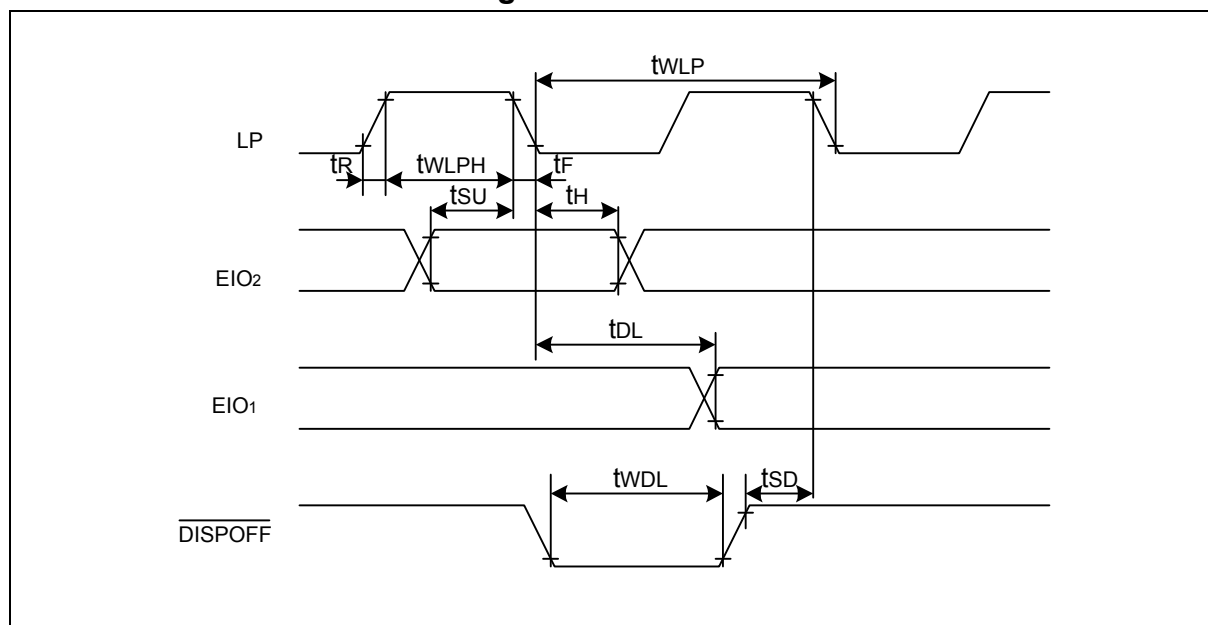 g
tWLP
LP
tR
tWLPH
tF
tSU
tH
EIO2
tDL
EIO1
tWDL
tSD
DISPOFF